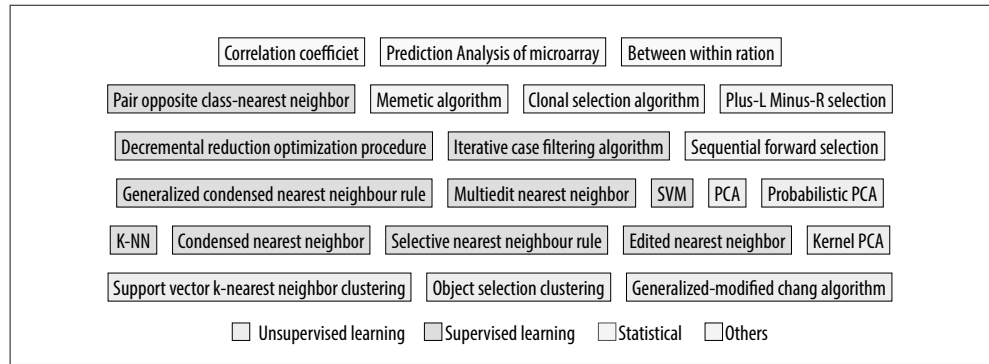 Correlation coefficiet Prediction Analysis of microarray Between within ration
Pair opposite class-nearest neighbor Memetic algorithm Clonal selection algorithm Plus-L Minus-R selection
Decremental reduction optimization procedure Iterative case filtering algorithm Sequential forward selection
Generalized condensed nearest neighbour rule Multiedit nearest neighbor SVM PCA Probabilistic PCA
K-NN Condensed nearest neighbor Selective nearest neighbour rule Edited nearest neighbor Kernel PCA
Support vector k-nearest neighbor clustering Object selection clustering Generalized-modified chang algorithm
Unsupervised learning Supervised learning Statistical Others